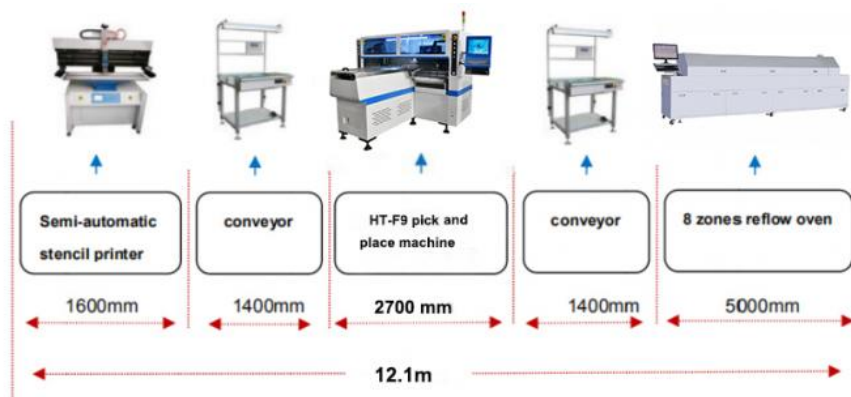 Semi-automatic
stencil printer
conveyor
HT-F9 pick and
place machine
conveyor
8 zones reflow oven
1600mm
1400mm
2700 mm
1400mm
5000mm
12.1m